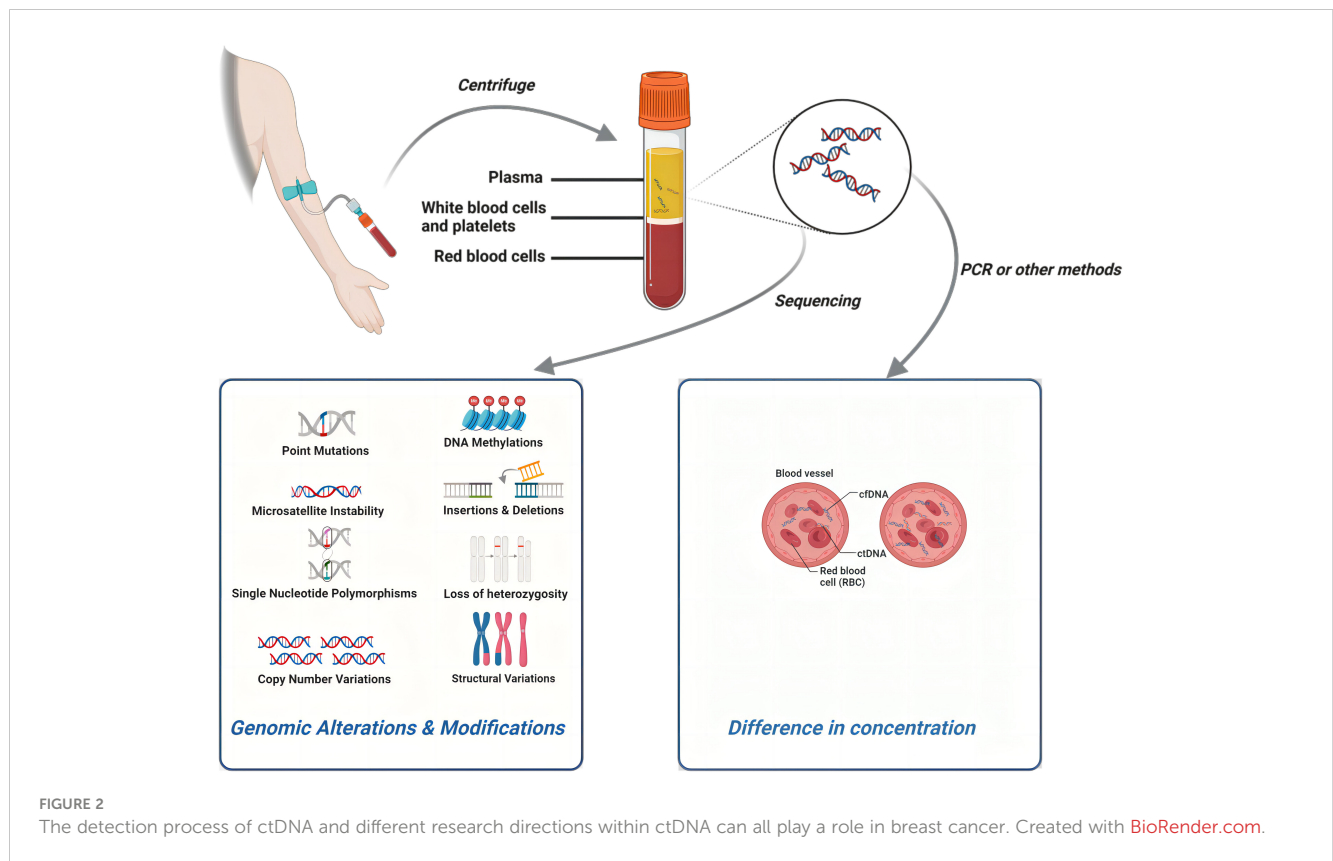 Centrifuge
Plasma
White blood cells
and platelets
Red blood cells
PCR or other methods
Sequencing
Point Mutations
DNA Methylations
Microsatellite Instability
Insertions & Deletions
Single Nucleotide Polymorphisms
Loss of heterozygosity
Copy Number Variations
Structural Variations
Genomic Alterations & Modifications
Blood vessel
cfDNA
ctDNA
Red blood
cell (RBC)
Difference in concentration
FIGURE 2
The detection process of ctDNA and different research directions within ctDNA can all play a role in breast cancer. Created with BioRender.com.